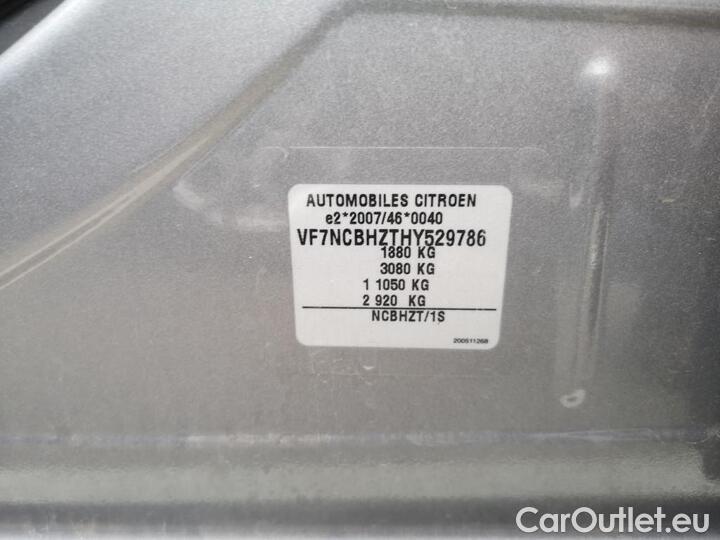 AUTOMOBILES CITROEN
e2*2007/46*0040
VF7NCBHZTHY529786
1880 KG
3080 KG
1 1050 KG
2 920 KG
NCBHZT/1S
200511268
CarOutlet.eu